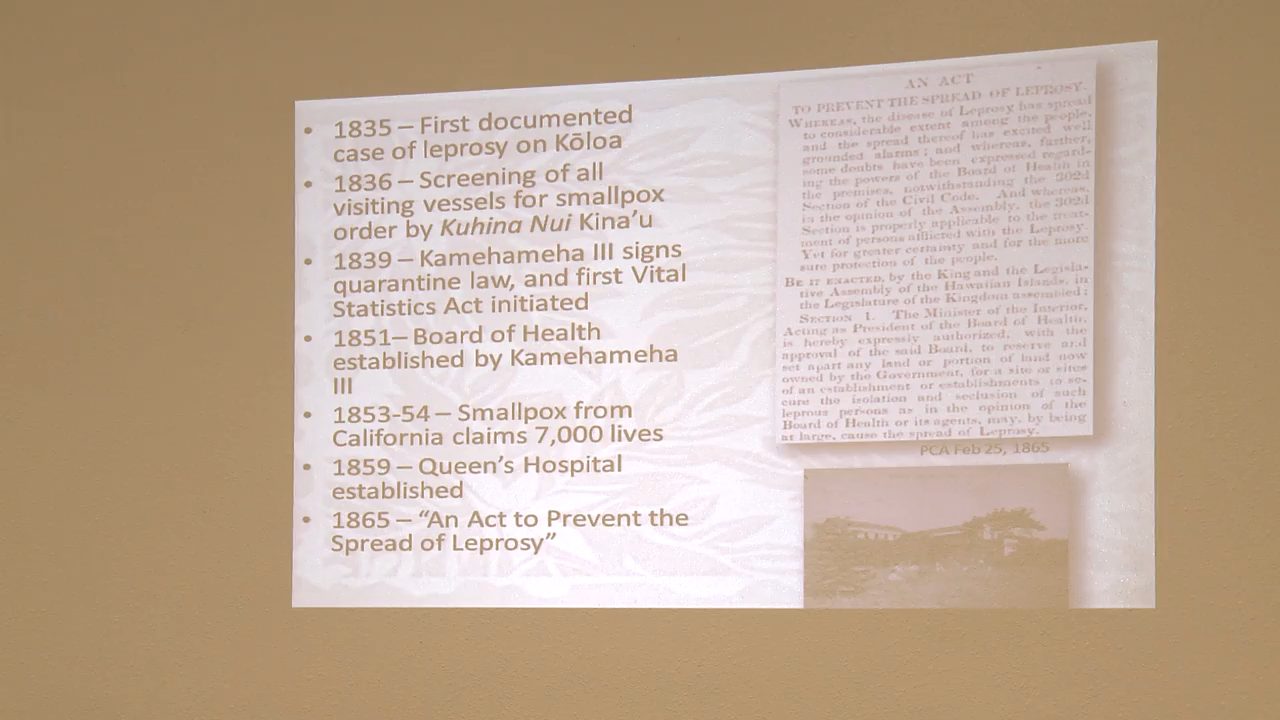 • 1835 – First documented
case of leprosy on Kōloa
• 1836 – Screening of all
visiting vessels for smallpox
order by Kuhina Nui Kina’u
• 1839 – Kamehameha III signs
quarantine law, and first Vital
Statistics Act initiated
• 1851– Board of Health
established by Kamehameha
III
• 1853-54 – Smallpox from
California claims 7,000 lives
• 1859 – Queen’s Hospital
established
• 1865 – “An Act to Prevent the
Spread of Leprosy”
AN ACT
TO PREVENT THE SPREAD OF LEPROSY.
WHEREAS, the disease of Leprosy has spread
to considerable extent among the people,
and the spread thereof has excited well
grounded alarms; and whereas, further,
some doubts have been expressed regard-
ing the powers of the Board of Health in
the premises, notwithstanding the 302d
Section of the Civil Code. And whereas,
in the opinion of the Assembly, the 302d
Section is properly applicable to the treat-
ment of persons afflicted with the Leprosy.
Yet for greater certainty and for the more
sure protection of the people.
BE IT ENACTED, by the King and the Legisla-
tive Assembly of the Hawaiian Islands, in
the Legislature of the Kingdom assembled:
SECTION 1. The Minister of the Interior,
Acting as President of the Board of Health,
is hereby expressly authorized, with the
approval of the said Board, to reserve and
set apart any land or portion of land now
owned by the Government, for a site or sites
of an establishment or establishments to se-
cure the isolation and seclusion of such
leprous persons as in the opinion of the
Board of Health or its agents, may, by being
at large, cause the spread of Leprosy.
PCA Feb 25, 1865